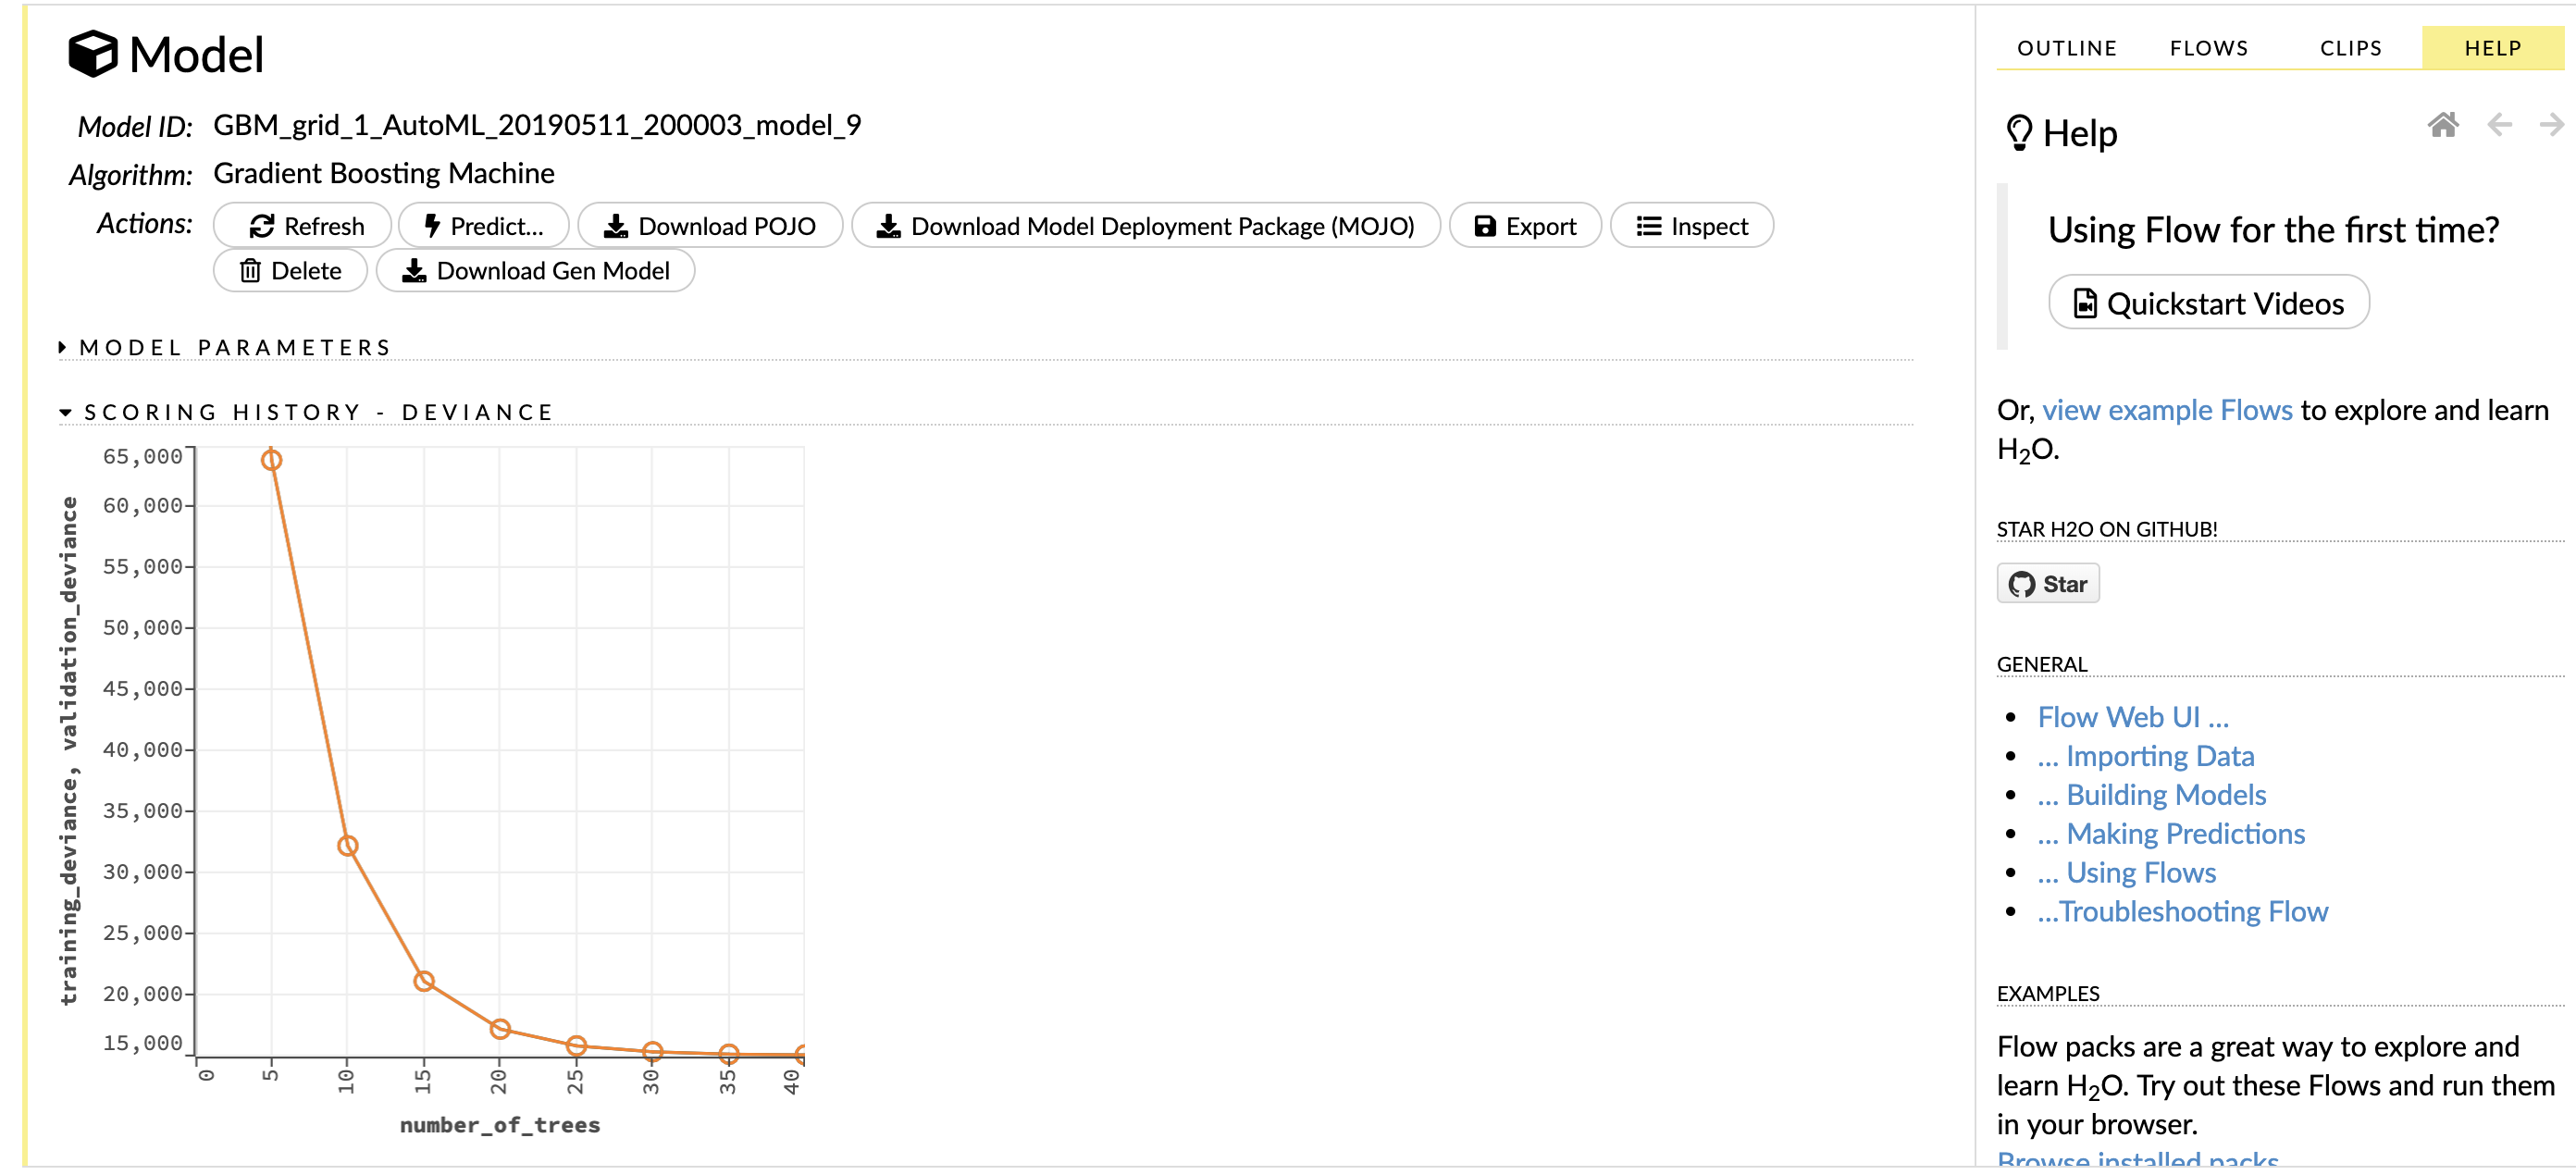 Model
Model ID: GBM_grid_1_AutoML_20190511_200003_model_9
Algorithm: Gradient Boosting Machine
Actions: Refresh Predict... Download POJO Download Model Deployment Package (MOJO) Export Inspect
Delete Download Gen Model
MODEL PARAMETERS
SCORING HISTORY - DEVIANCE
training_deviance, validation_deviance
65,000
60,000
55,000
50,000
45,000
40,000
35,000
30,000
25,000
20,000
15,000
0 5 10 15 20 25 30 35 40
number_of_trees
OUTLINE FLOWS CLIPS HELP
Help
Using Flow for the first time?
Quickstart Videos
Or, view example Flows to explore and learn
H2O.
STAR H2O ON GITHUB!
Star
GENERAL
• Flow Web UI ...
• ... Importing Data
• ... Building Models
• ... Making Predictions
• ... Using Flows
• ...Troubleshooting Flow
EXAMPLES
Flow packs are a great way to explore and
learn H2O. Try out these Flows and run them
in your browser.
Browse installed packs